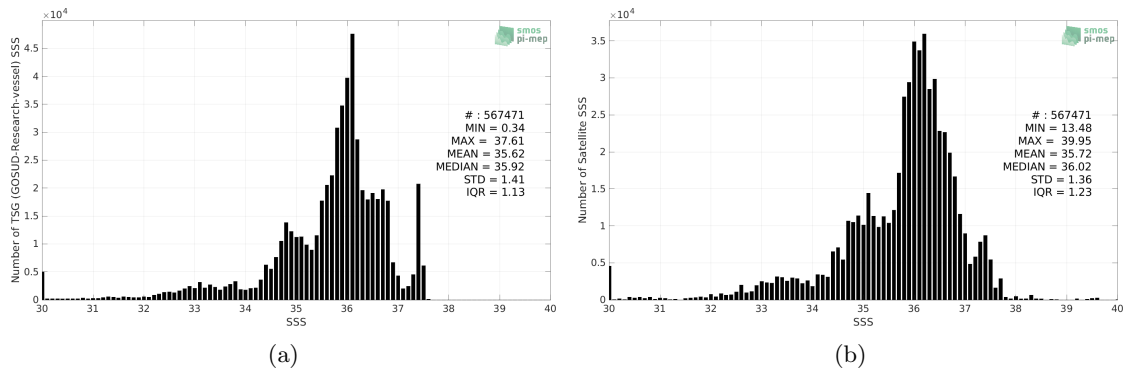 ×10⁴
smos
pi-mep
Number of TSG (GOSUD-Research-vessel) SSS
4.5
4
3.5
3
2.5
2
1.5
1
0.5
0
# : 567471
MIN = 0.34
MAX = 37.61
MEAN = 35.62
MEDIAN = 35.92
STD = 1.41
IQR = 1.13
30 31 32 33 34 35 36 37 38 39 40
SSS
(a)
×10⁴
smos
pi-mep
Number of Satellite SSS
3.5
3
2.5
2
1.5
1
0.5
0
# : 567471
MIN = 13.48
MAX = 39.95
MEAN = 35.72
MEDIAN = 36.02
STD = 1.36
IQR = 1.23
30 31 32 33 34 35 36 37 38 39 40
SSS
(b)